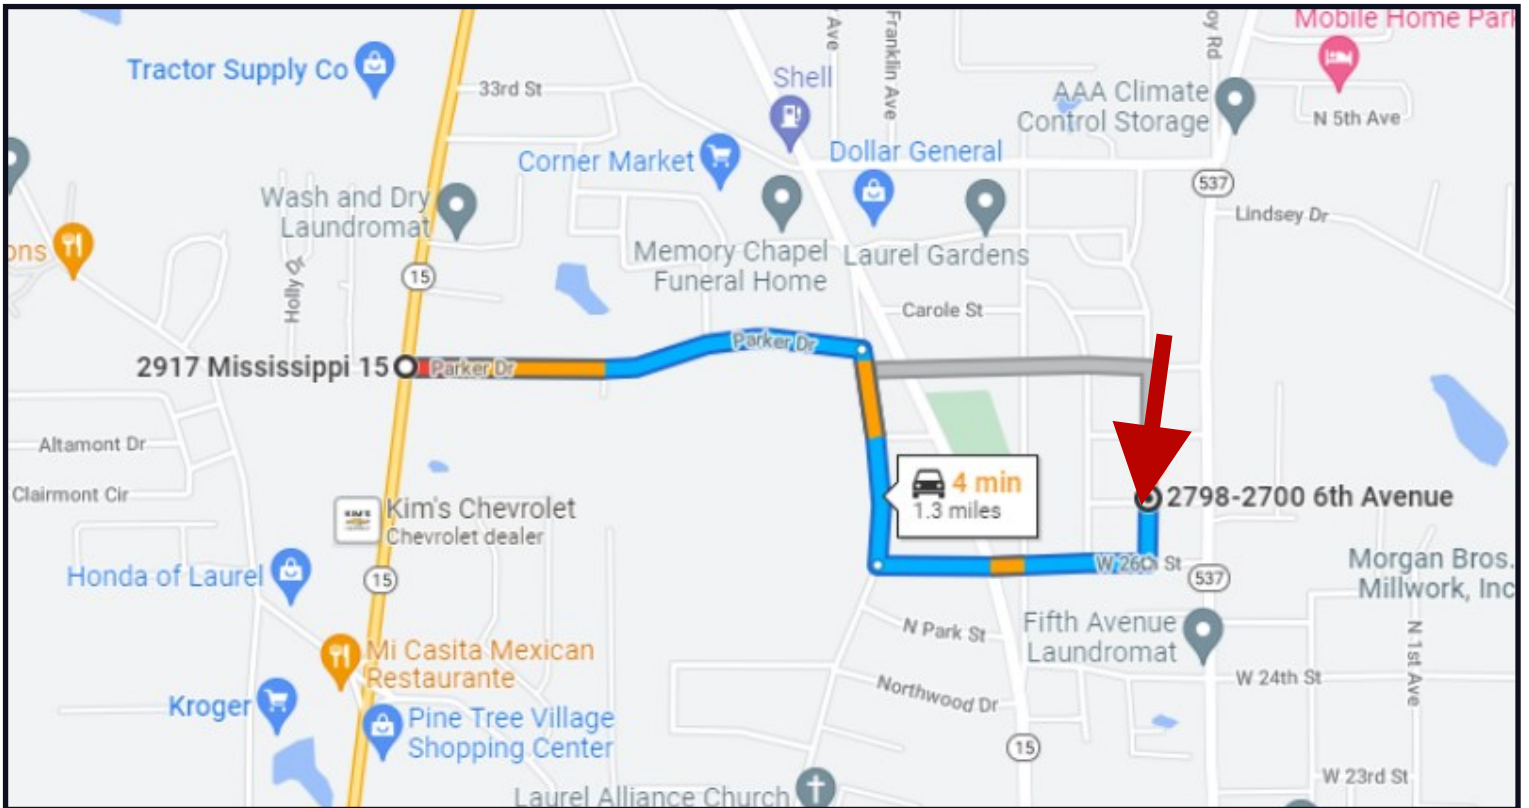 Mobile Home Park
Tractor Supply Co
33rd St
Shell
Ave
Franklin Ave
oy Rd
AAA Climate
Control Storage
N 5th Ave
Corner Market
Dollar General
537
Wash and Dry
Laundromat
Lindsey Dr
ons
Memory Chapel
Funeral Home
Laurel Gardens
15
Holly Dr
Carole St
Parker Dr
2917 Mississippi 15
Parker Dr
Altamont Dr
4 min
1.3 miles
2798-2700 6th Avenue
Clairmont Cir
KIM'S
Kim's Chevrolet
Chevrolet dealer
W 26th St
Morgan Bros.
Millwork, Inc
Honda of Laurel
15
537
N Park St
Fifth Avenue
Laundromat
N 1st Ave
Mi Casita Mexican
Restaurante
W 24th St
Northwood Dr
Kroger
Pine Tree Village
Shopping Center
15
W 23rd St
Laurel Alliance Church